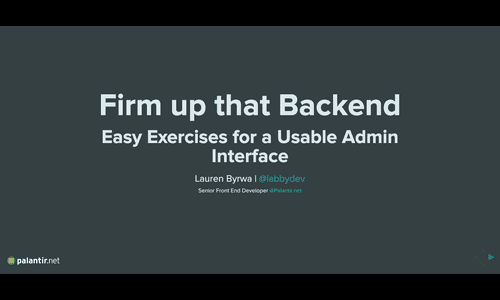 Firm up that Backend
Easy Exercises for a Usable Admin
Interface
Lauren Byrwa | @labbydev
Senior Front End Developer @Palantir.net
palantir.net